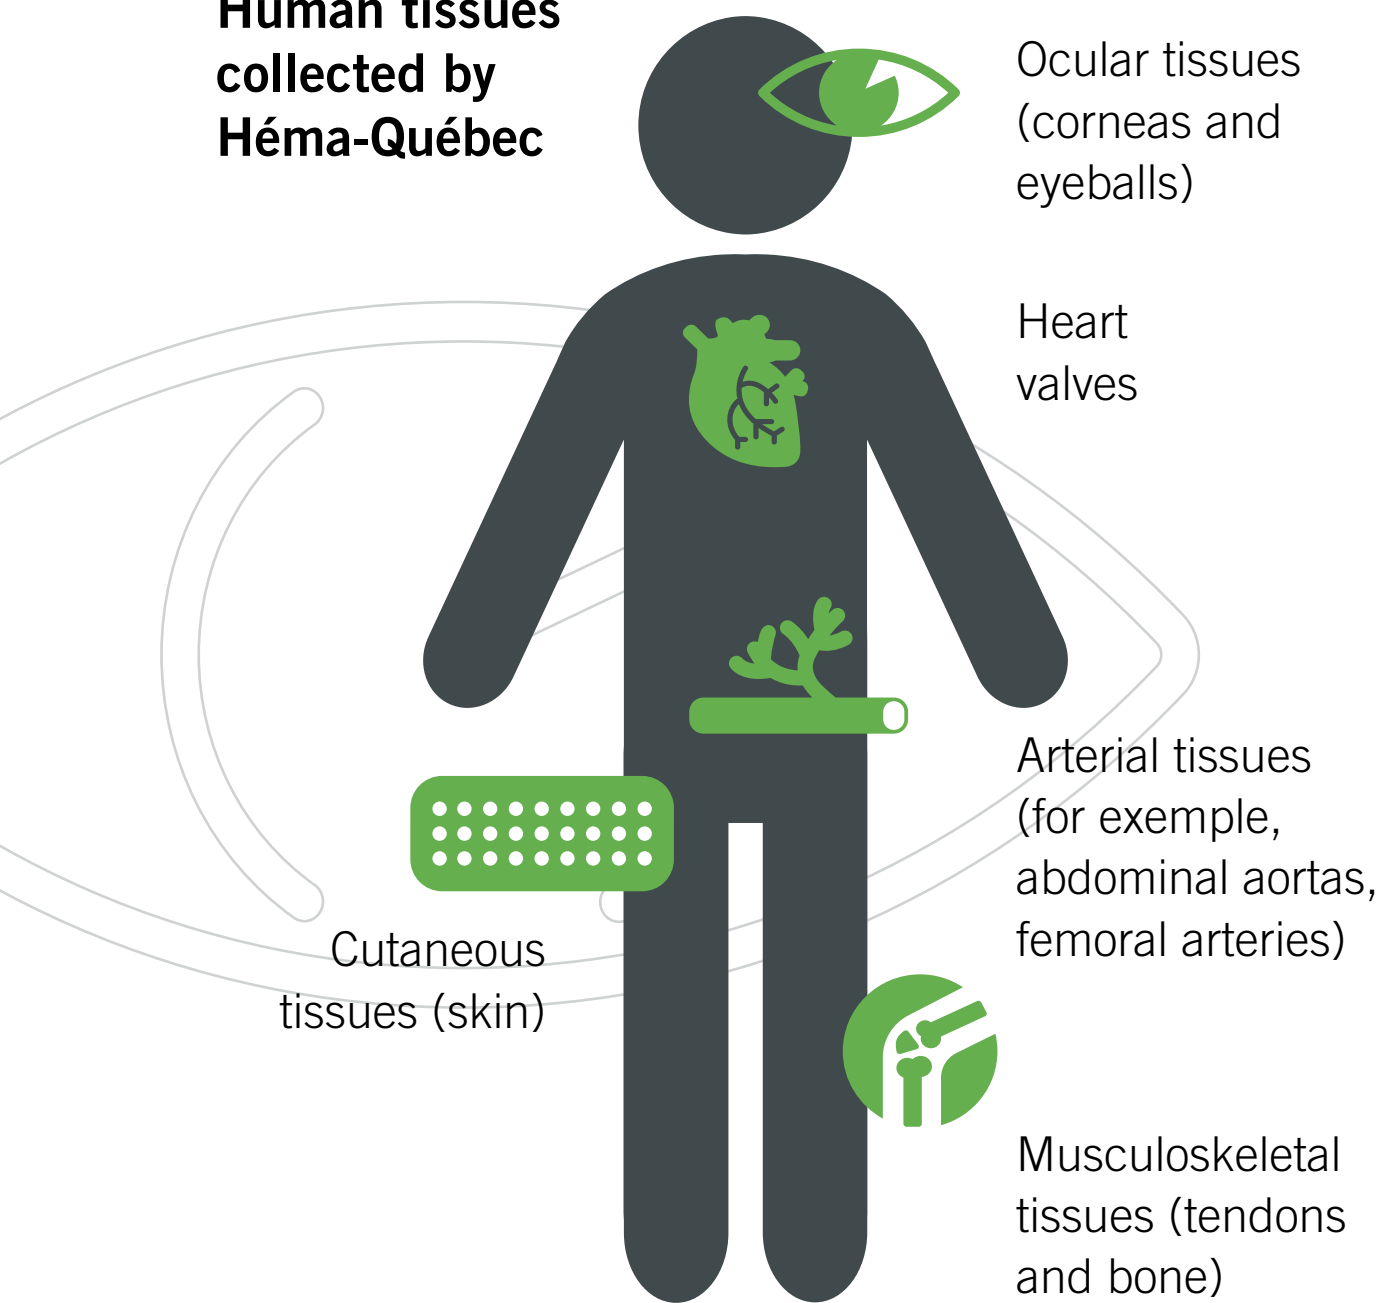 Human tissues
collected by
Héma-Québec
Ocular tissues
(corneas and
eyeballs)
Heart
valves
Arterial tissues
(for exemple,
abdominal aortas,
femoral arteries)
Cutaneous
tissues (skin)
Musculoskeletal
tissues (tendons
and bone)